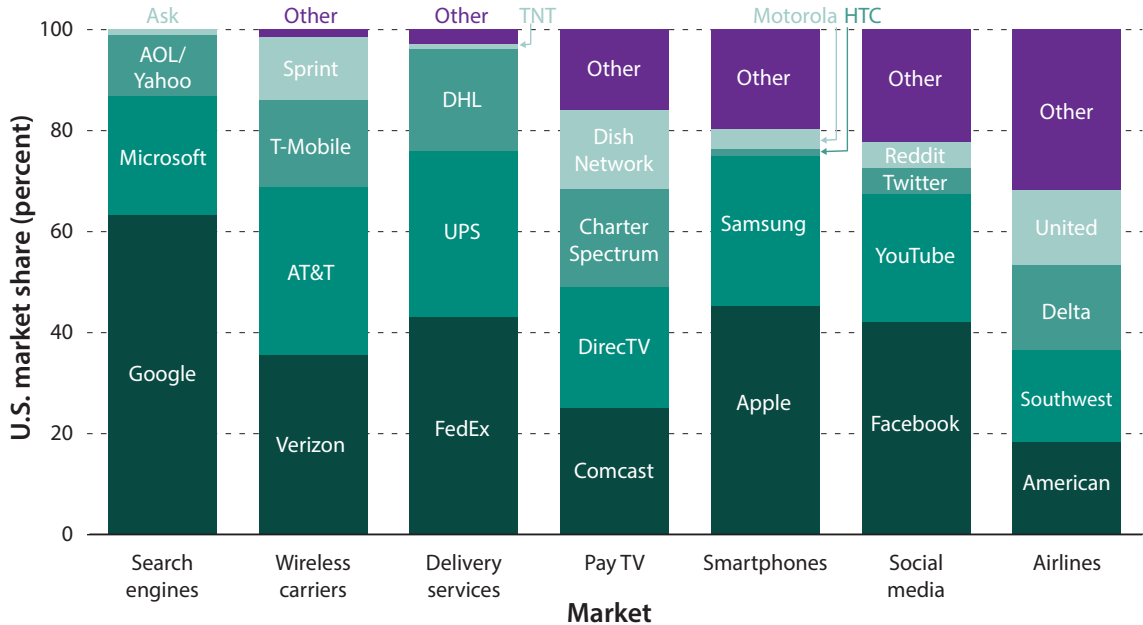 Ask
Other
Other
TNT
Motorola
HTC
U.S. market share (percent)
100
80
60
40
20
0
AOL/
Yahoo
Microsoft
Google
Sprint
T-Mobile
AT&T
Verizon
DHL
UPS
FedEx
Other
Dish
Network
Charter
Spectrum
DirecTV
Comcast
Other
Samsung
Apple
Other
Reddit
Twitter
YouTube
Facebook
Other
United
Delta
Southwest
American
Search
engines
Wireless
carriers
Delivery
services
Pay TV
Smartphones
Social
media
Airlines
Market